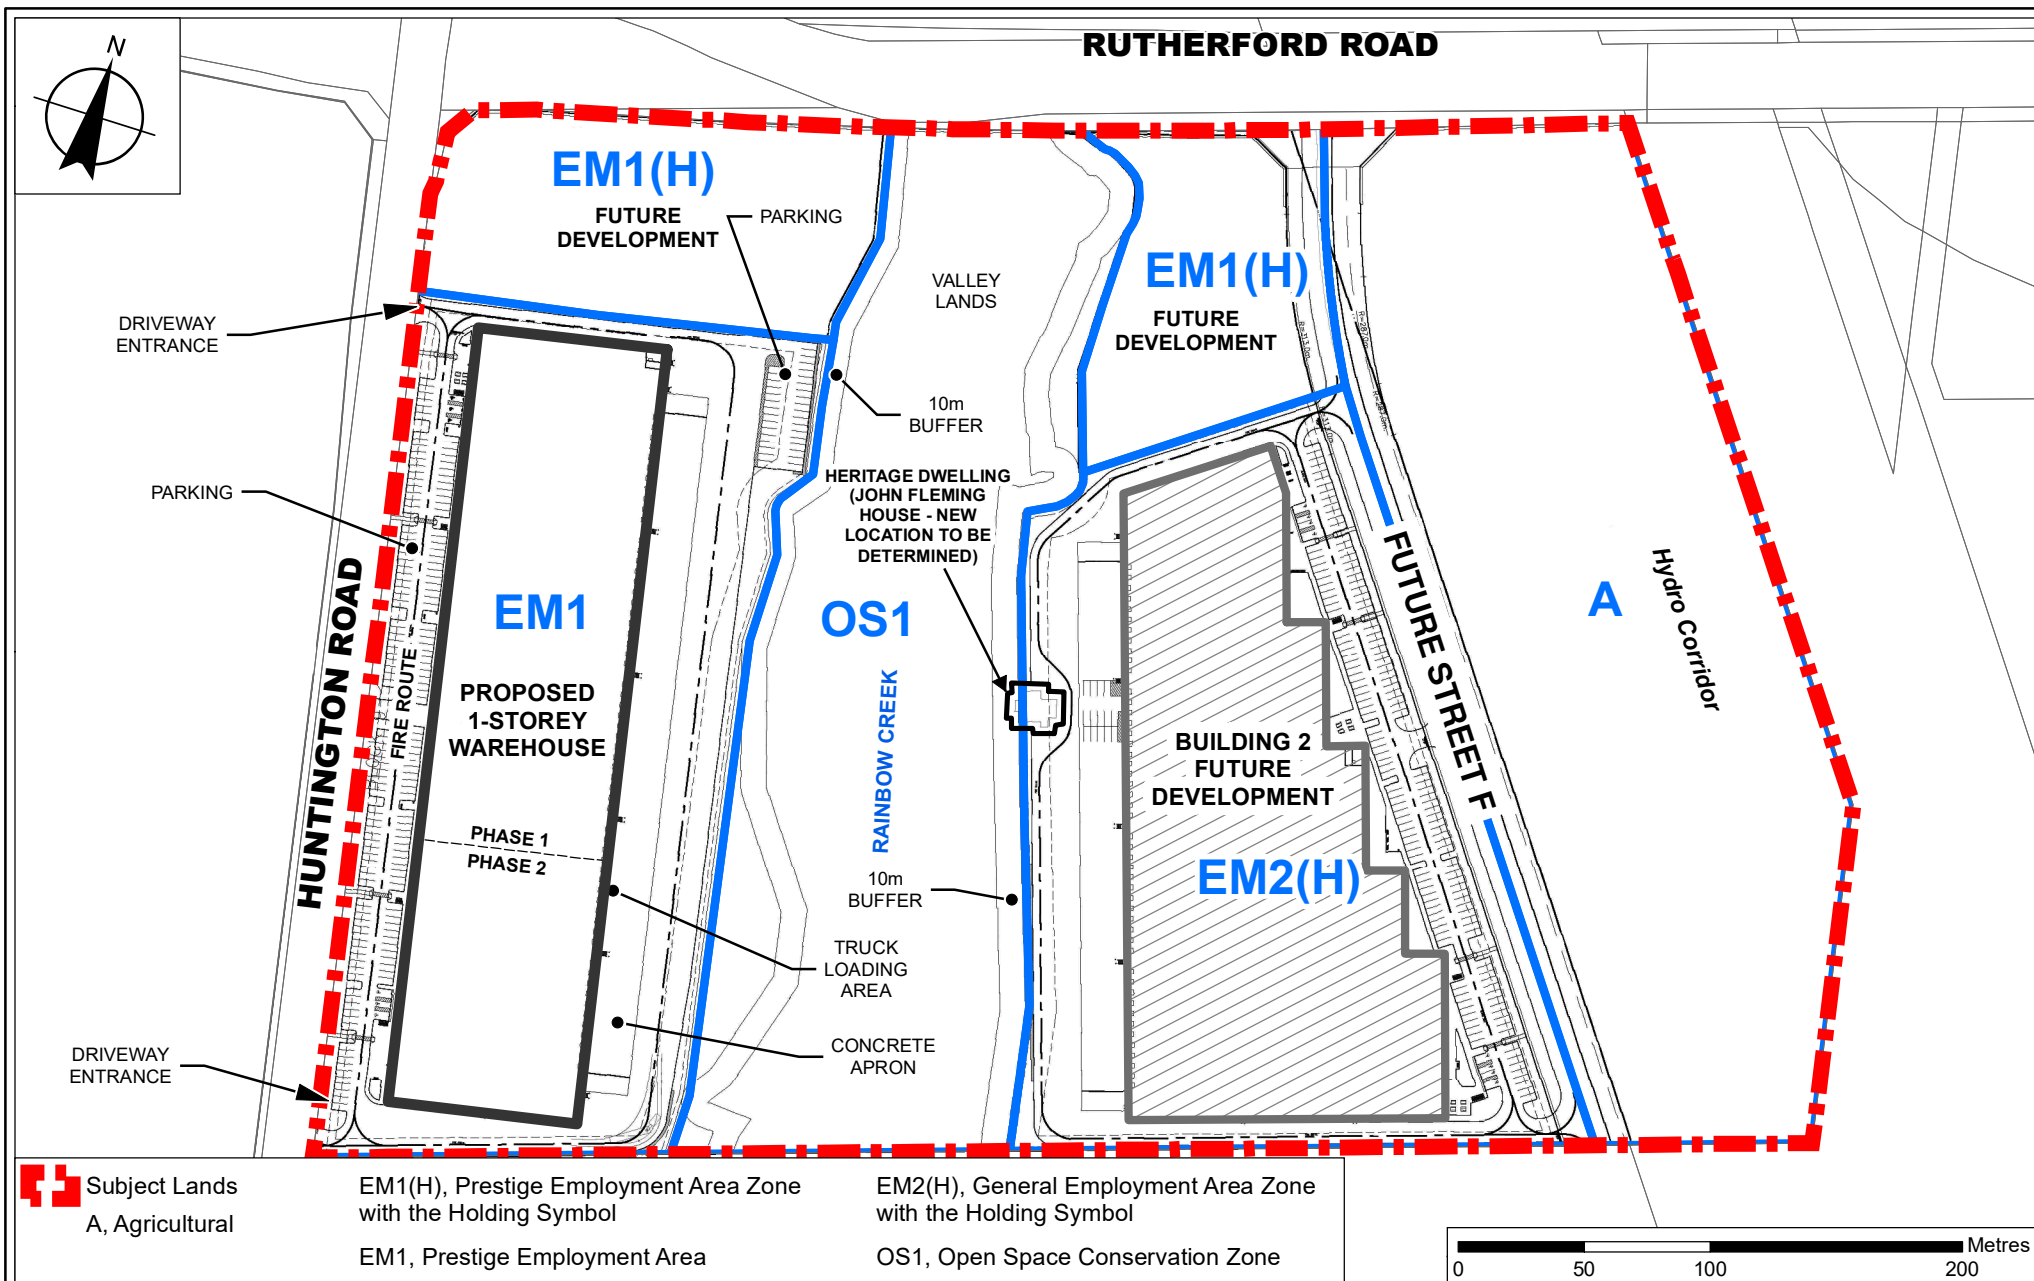 N
RUTHERFORD ROAD
EM1(H)
FUTURE
DEVELOPMENT
PARKING
VALLEY
LANDS
EM1(H)
FUTURE
DEVELOPMENT
DRIVEWAY
ENTRANCE
10m
BUFFER
HERITAGE DWELLING
(JOHN FLEMING
HOUSE - NEW
LOCATION TO BE
DETERMINED)
PARKING
HUNTINGTON ROAD
FIRE ROUTE
EM1
PROPOSED
1-STOREY
WAREHOUSE
PHASE 1
PHASE 2
OS1
RAINBOW CREEK
10m
BUFFER
TRUCK
LOADING
AREA
CONCRETE
APRON
DRIVEWAY
ENTRANCE
BUILDING 2
FUTURE
DEVELOPMENT
EM2(H)
FUTURE STREET F
R=313.0m
R=287.0m
A
Hydro Corridor
Subject Lands
A, Agricultural
EM1(H), Prestige Employment Area Zone
with the Holding Symbol
EM1, Prestige Employment Area
EM2(H), General Employment Area Zone
with the Holding Symbol
OS1, Open Space Conservation Zone
Metres
0 50 100 200